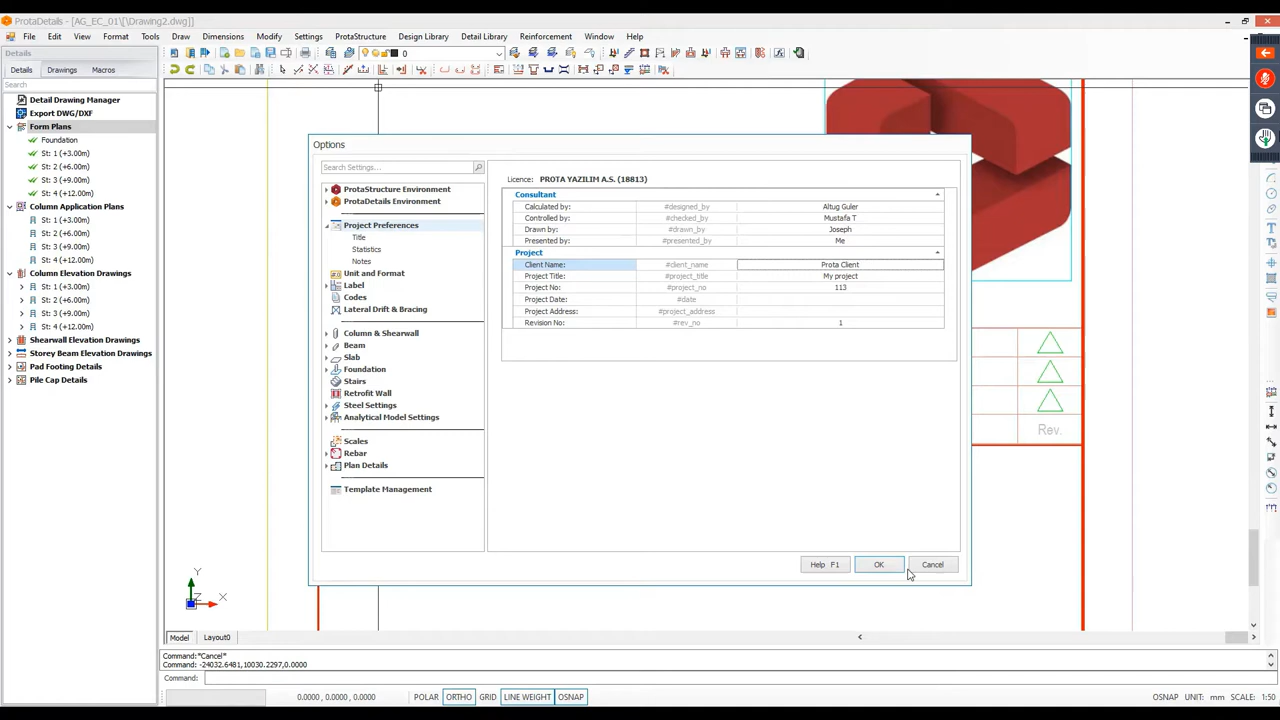 ProtaDetails - [AG_EC_01\[\Drawing2.dwg]
File Edit View Format Tools Draw Dimensions Modify Settings ProtaStructure Design Library Detail Library Reinforcement Window Help
Details
0
Details Drawings Macros
Search
Detail Drawing Manager
Export DWG/DXF
Form Plans
Foundation
St: 1 (+3.00m)
St: 2 (+6.00m)
St: 3 (+9.00m)
St: 4 (+12.00m)
Column Application Plans
St: 1 (+3.00m)
St: 2 (+6.00m)
St: 3 (+9.00m)
St: 4 (+12.00m)
Column Elevation Drawings
St: 1 (+3.00m)
St: 2 (+6.00m)
St: 3 (+9.00m)
St: 4 (+12.00m)
Shearwall Elevation Drawings
Storey Beam Elevation Drawings
Pad Footing Details
Pile Cap Details
Options
Search Settings...
ProtaStructure Environment
ProtaDetails Environment
Project Preferences
Title
Statistics
Notes
Unit and Format
Label
Codes
Lateral Drift & Bracing
Column & Shearwall
Beam
Slab
Foundation
Stairs
Retrofit Wall
Steel Settings
Analytical Model Settings
Scales
Rebar
Plan Details
Template Management
Licence: PROTA YAZILIM A.S. (18813)
Consultant
Calculated by: #designed_by Altug Guler
Controlled by: #checked_by Mustafa T
Drawn by: #drawn_by Joseph
Presented by: #presented_by Me
Project
Client Name: #client_name Prota Client
Project Title: #project_title My project
Project No: #project_no 113
Project Date: #date
Project Address: #project_address
Revision No: #rev_no 1
Help F1 OK Cancel
Rev.
Y
X
Z
Model Layout0
Command:*Cancel*
Command: -24032.6481,10030.2297,0.0000
Command:
0.0000 , 0.0000 , 0.0000 POLAR ORTHO GRID LINE WEIGHT OSNAP OSNAP UNIT: mm SCALE: 1:50